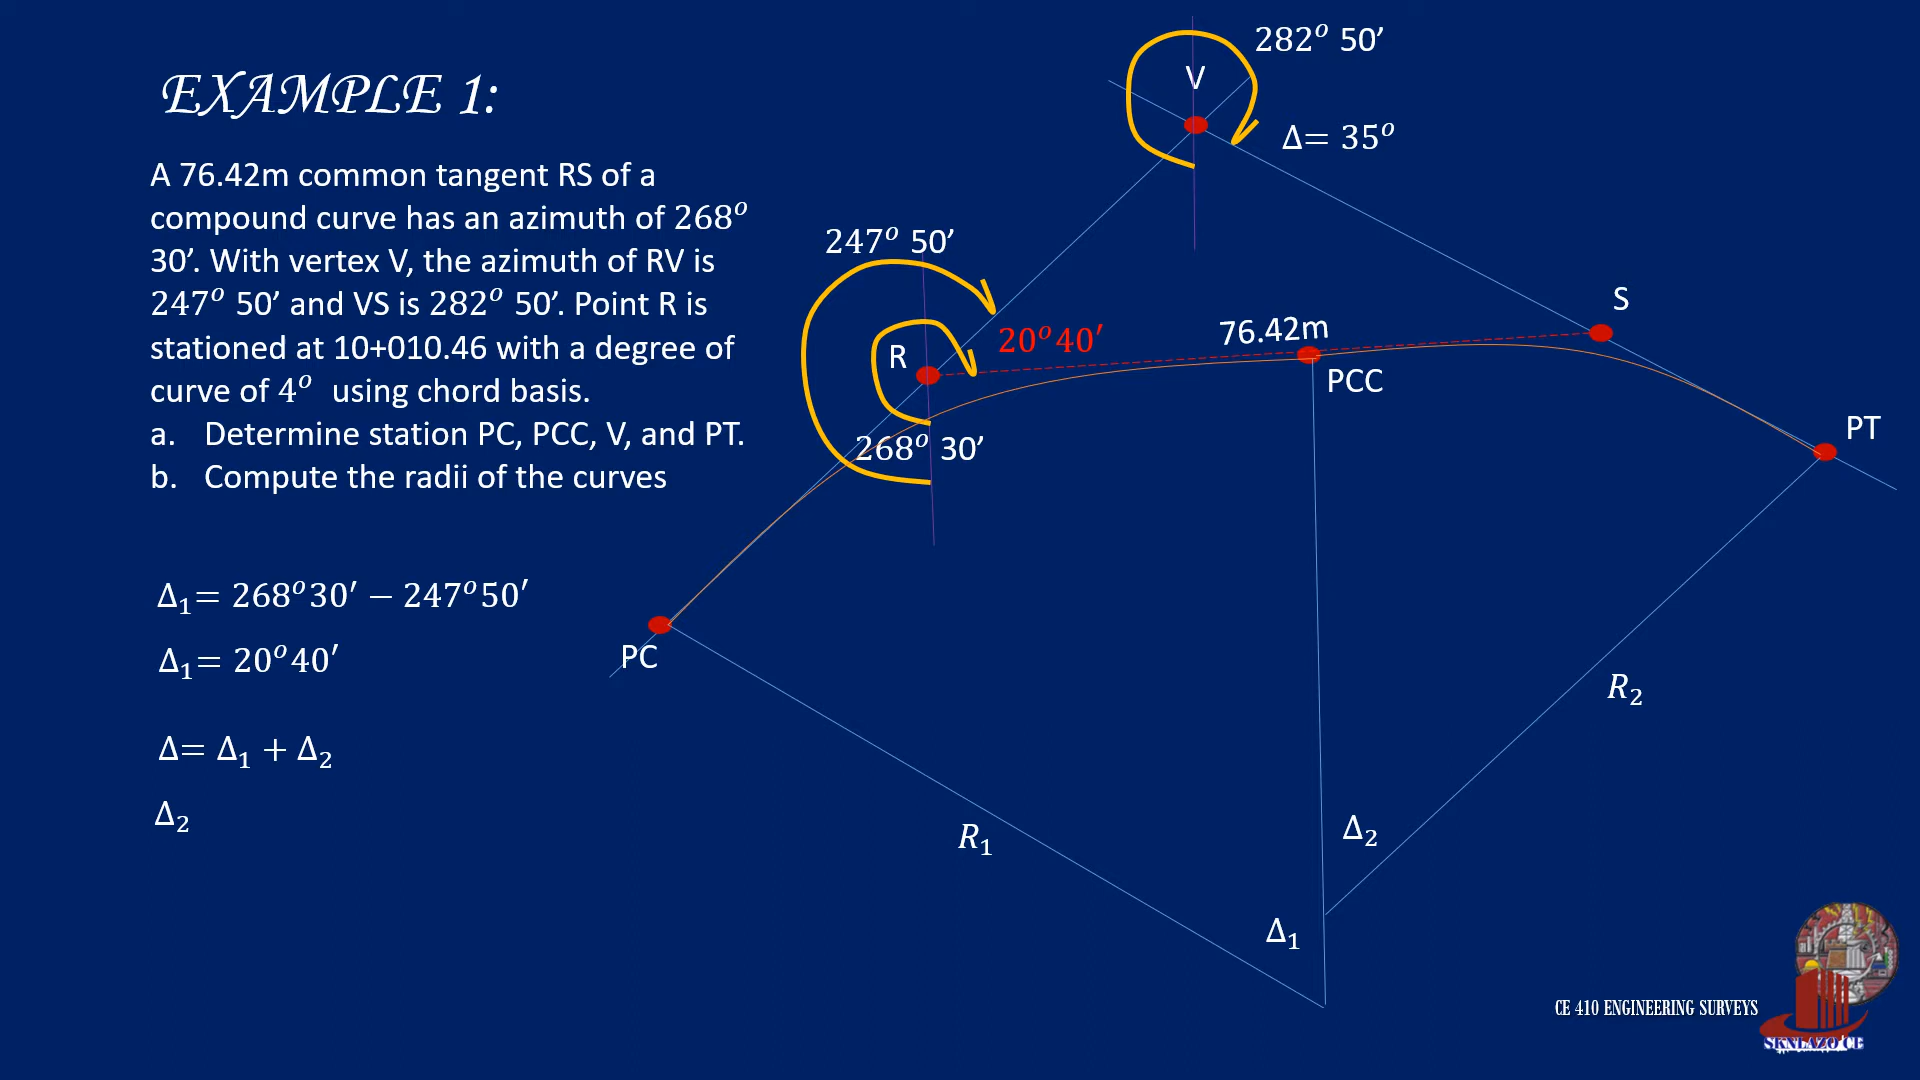 EXAMPLE 1:
A 76.42m common tangent RS of a
compound curve has an azimuth of 268°
30’. With vertex V, the azimuth of RV is
247° 50’ and VS is 282° 50’. Point R is
stationed at 10+010.46 with a degree of
curve of 4° using chord basis.
a. Determine station PC, PCC, V, and PT.
b. Compute the radii of the curves
Δ₁= 268°30′ − 247°50′
Δ₁= 20°40′
Δ= Δ₁ + Δ₂
Δ₂
282° 50’
V
Δ= 35°
247° 50’
S
20°40′
76.42m
R
PCC
PT
268° 30’
PC
R₂
R₁
Δ₂
Δ₁
CE 410 ENGINEERING SURVEYS
SKNLAZO CE